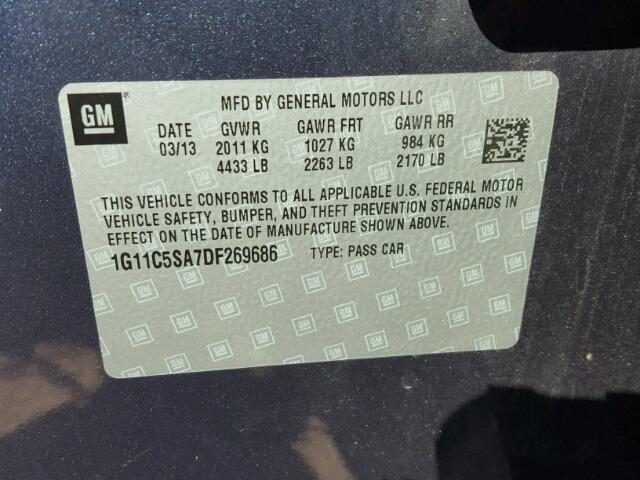 GM
MFD BY GENERAL MOTORS LLC
DATE GVWR GAWR FRT GAWR RR
03/13 2011 KG 1027 KG 984 KG
4433 LB 2263 LB 2170 LB
THIS VEHICLE CONFORMS TO ALL APPLICABLE U.S. FEDERAL MOTOR
VEHICLE SAFETY, BUMPER, AND THEFT PREVENTION STANDARDS IN
EFFECT ON THE DATE OF MANUFACTURE SHOWN ABOVE.
1G11C5SA7DF269686 TYPE: PASS CAR